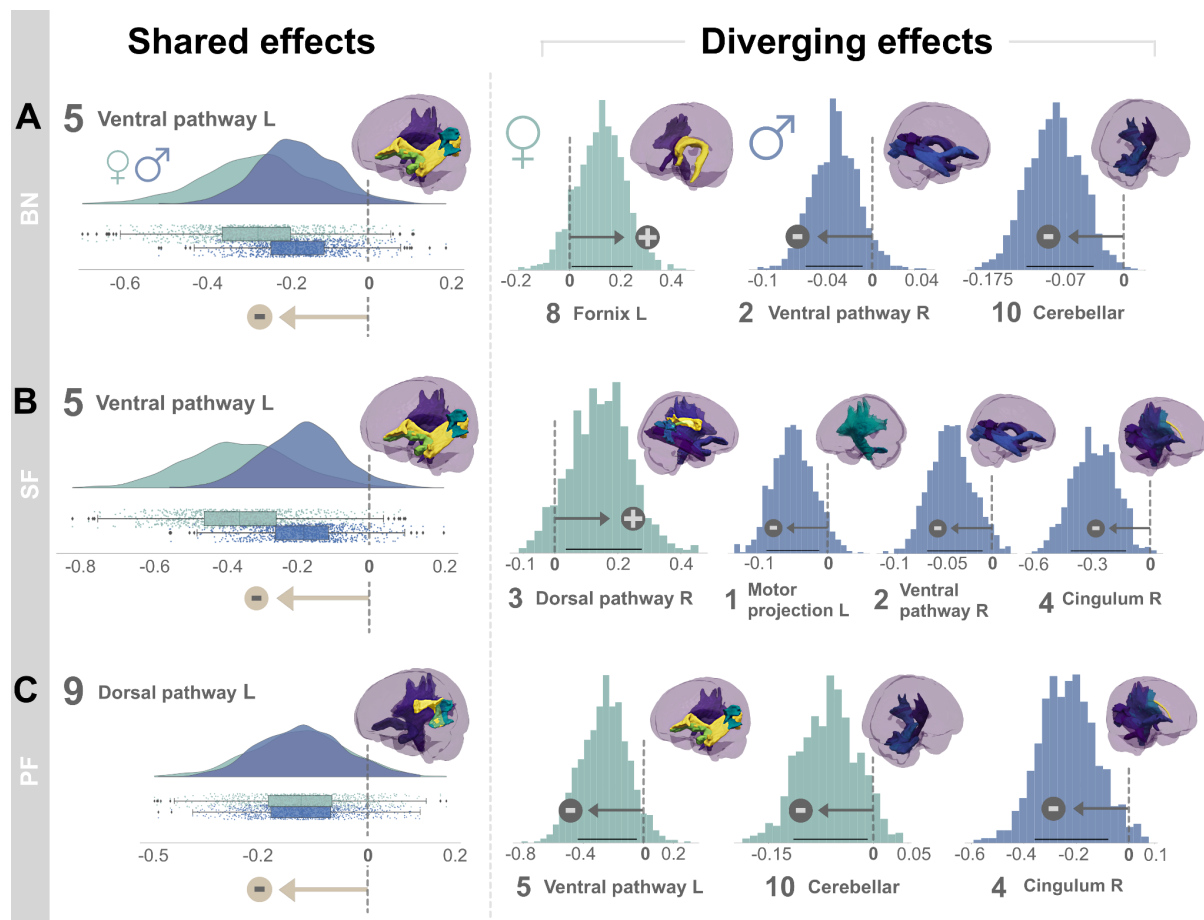 Shared effects
Diverging effects
A
BN
5 Ventral pathway L
-0.6 -0.4 -0.2 0 0.2
-0.2 0 0.2 0.4
8 Fornix L
-0.1 -0.04 0 0.04
2 Ventral pathway R
-0.175 -0.07 0
10 Cerebellar
B
SF
5 Ventral pathway L
-0.8 -0.6 -0.4 -0.2 0 0.2
-0.1 0 0.2 0.4
3 Dorsal pathway R
-0.1 0
1 Motor
projection L
-0.1 -0.05 0
2 Ventral
pathway R
-0.6 -0.3 0
4 Cingulum R
C
PF
9 Dorsal pathway L
-0.5 -0.2 0 0.2
-0.8 -0.4 0 0.2
5 Ventral pathway L
-0.15 0 0.05
10 Cerebellar
-0.6 -0.4 -0.2 0 0.1
4 Cingulum R